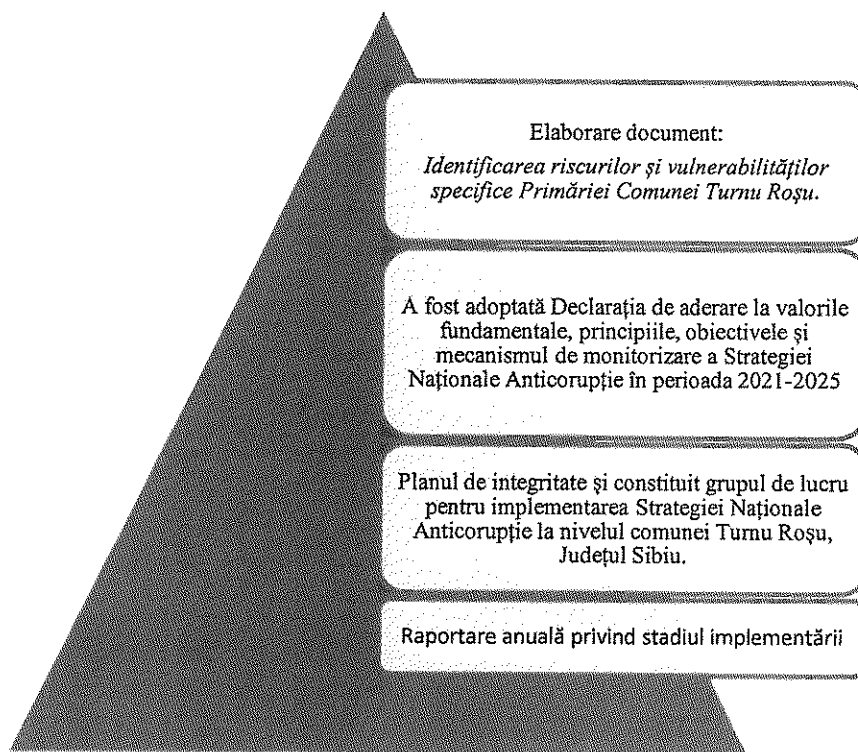 Elaborare document:
Identificarea riscurilor și vulnerabilităților
specifice Primăriei Comunei Turnu Roșu.
A fost adoptată Declarația de aderare la valorile
fundamentale, principiile, obiectivele și
mecanismul de monitorizare a Strategiei
Naționale Anticorupție în perioada 2021-2025
Planul de integritate și constituit grupul de lucru
pentru implementarea Strategiei Naționale
Anticorupție la nivelul comunei Turnu Roșu,
Județul Sibiu.
Raportare anuală privind stadiul implementării